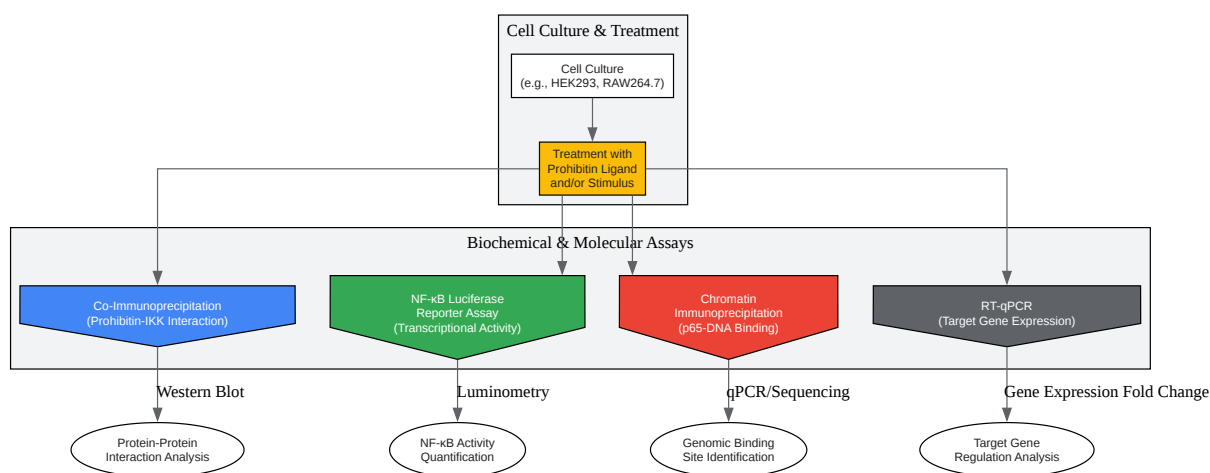 Cell Culture & Treatment
Cell Culture
(e.g., HEK293, RAW264.7)
Treatment with
Prohibitin Ligand
and/or Stimulus
Biochemical & Molecular Assays
Co-Immunoprecipitation
(Prohibitin-IKK Interaction)
NF-κB Luciferase
Reporter Assay
(Transcriptional Activity)
Chromatin
Immunoprecipitation
(p65-DNA Binding)
RT-qPCR
(Target Gene Expression)
Western Blot
Luminometry
qPCR/Sequencing
Gene Expression Fold Change
Protein-Protein
Interaction Analysis
NF-κB Activity
Quantification
Genomic Binding
Site Identification
Target Gene
Regulation Analysis